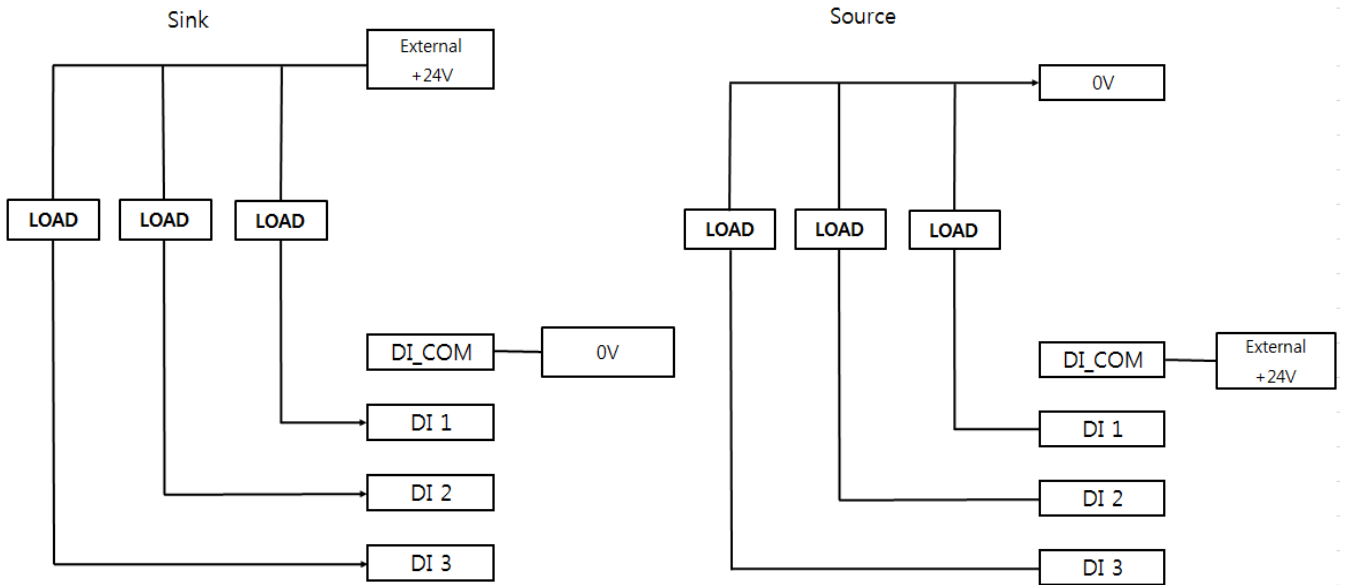 Sink
External
+24V
LOAD
LOAD
LOAD
DI_COM
0V
DI 1
DI 2
DI 3
Source
0V
LOAD
LOAD
LOAD
DI_COM
External
+24V
DI 1
DI 2
DI 3